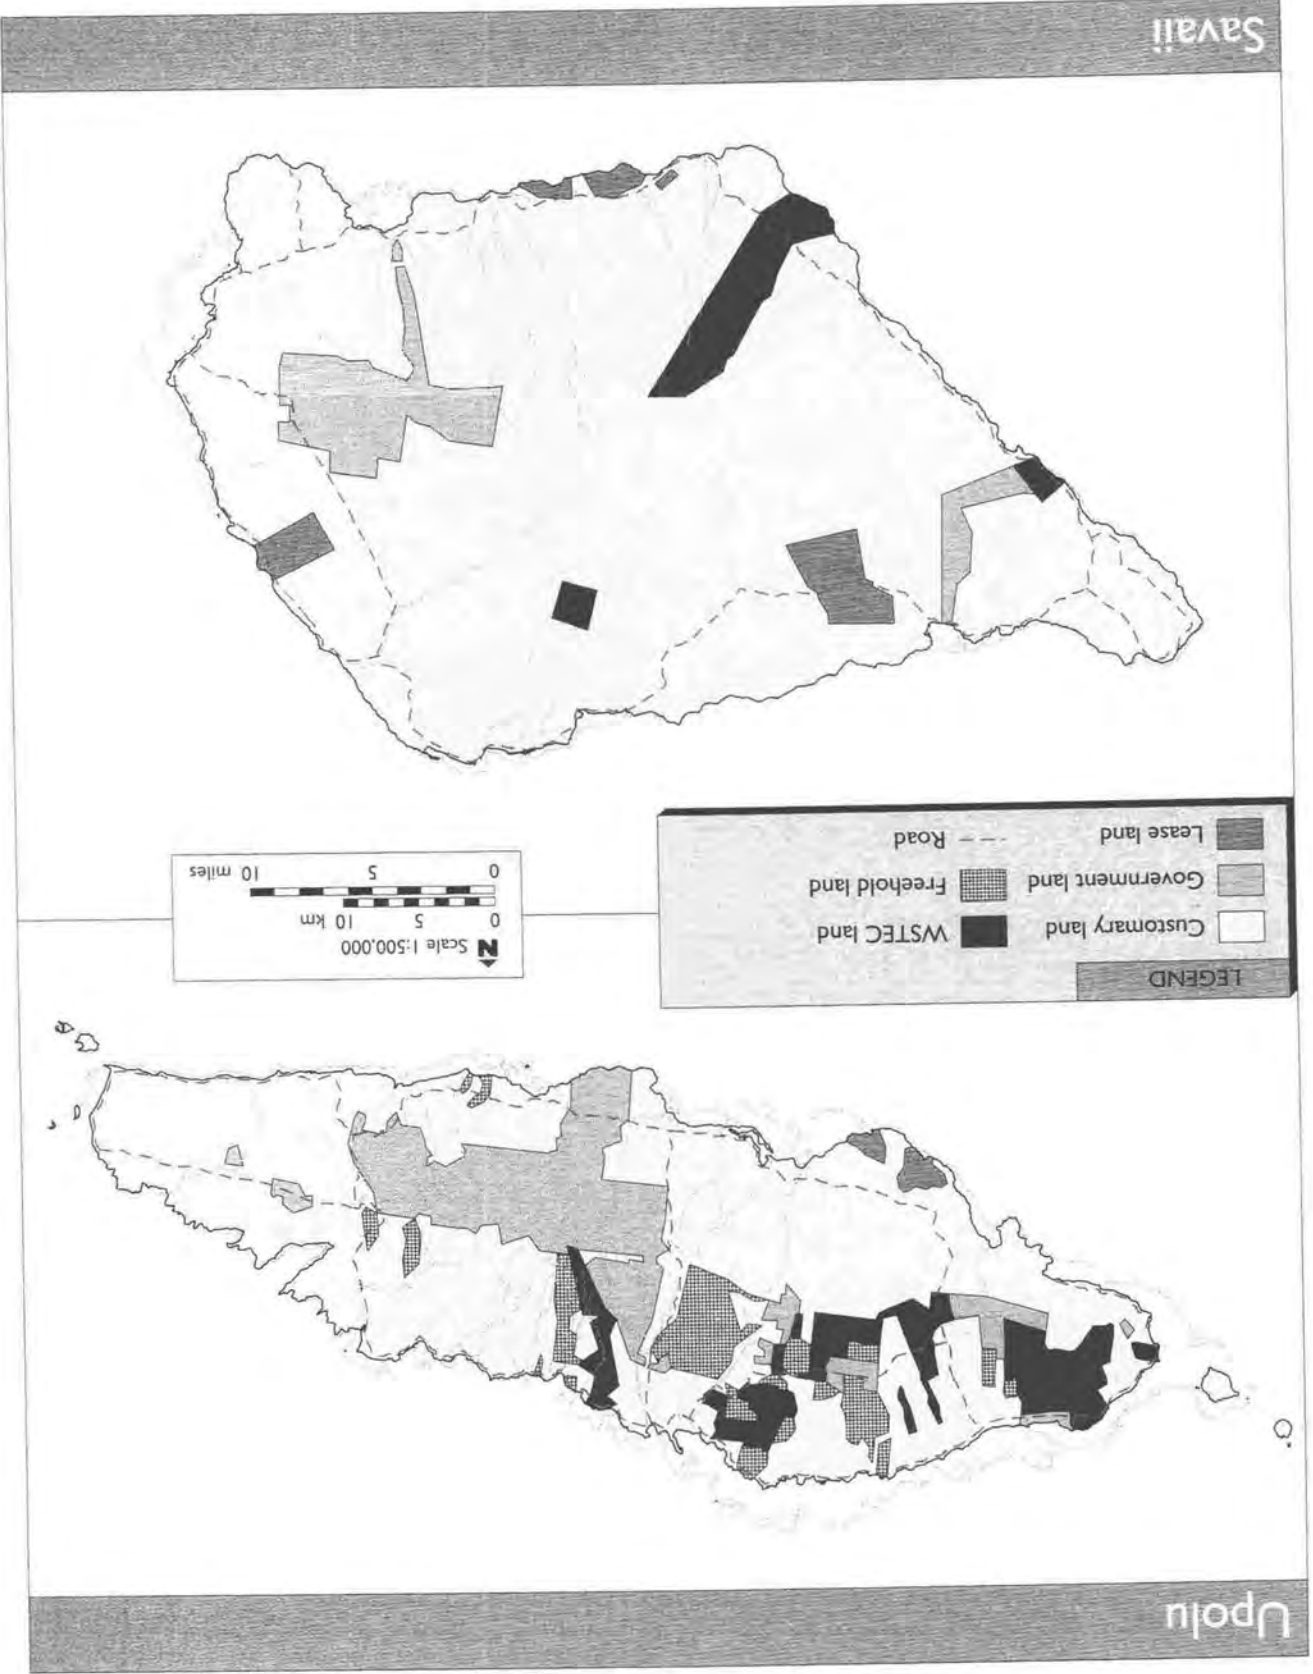 Upolu
LEGEND
Customary land
WSTEC land
Government land
Freehold land
Lease land
Road
N Scale 1:500,000
0 5 10 km
0 5 10 miles
Savaii